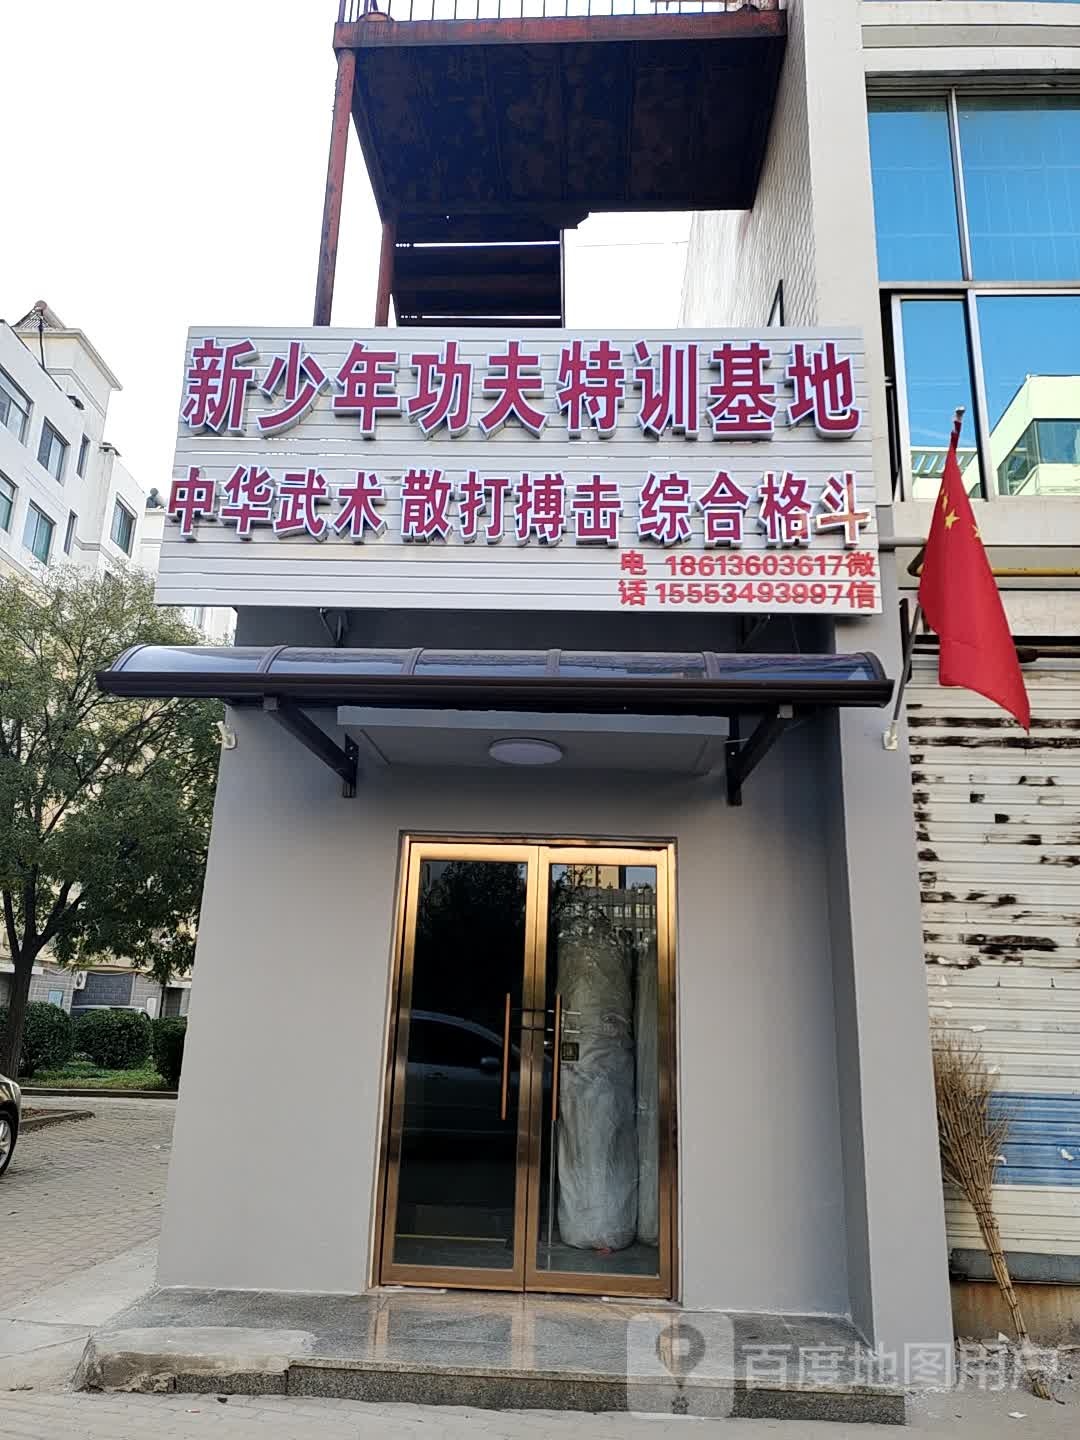 新少年功夫特训基地
中华武术 散打搏击 综合格斗
电 18613603617微
话 15553493997信
百度地图用户